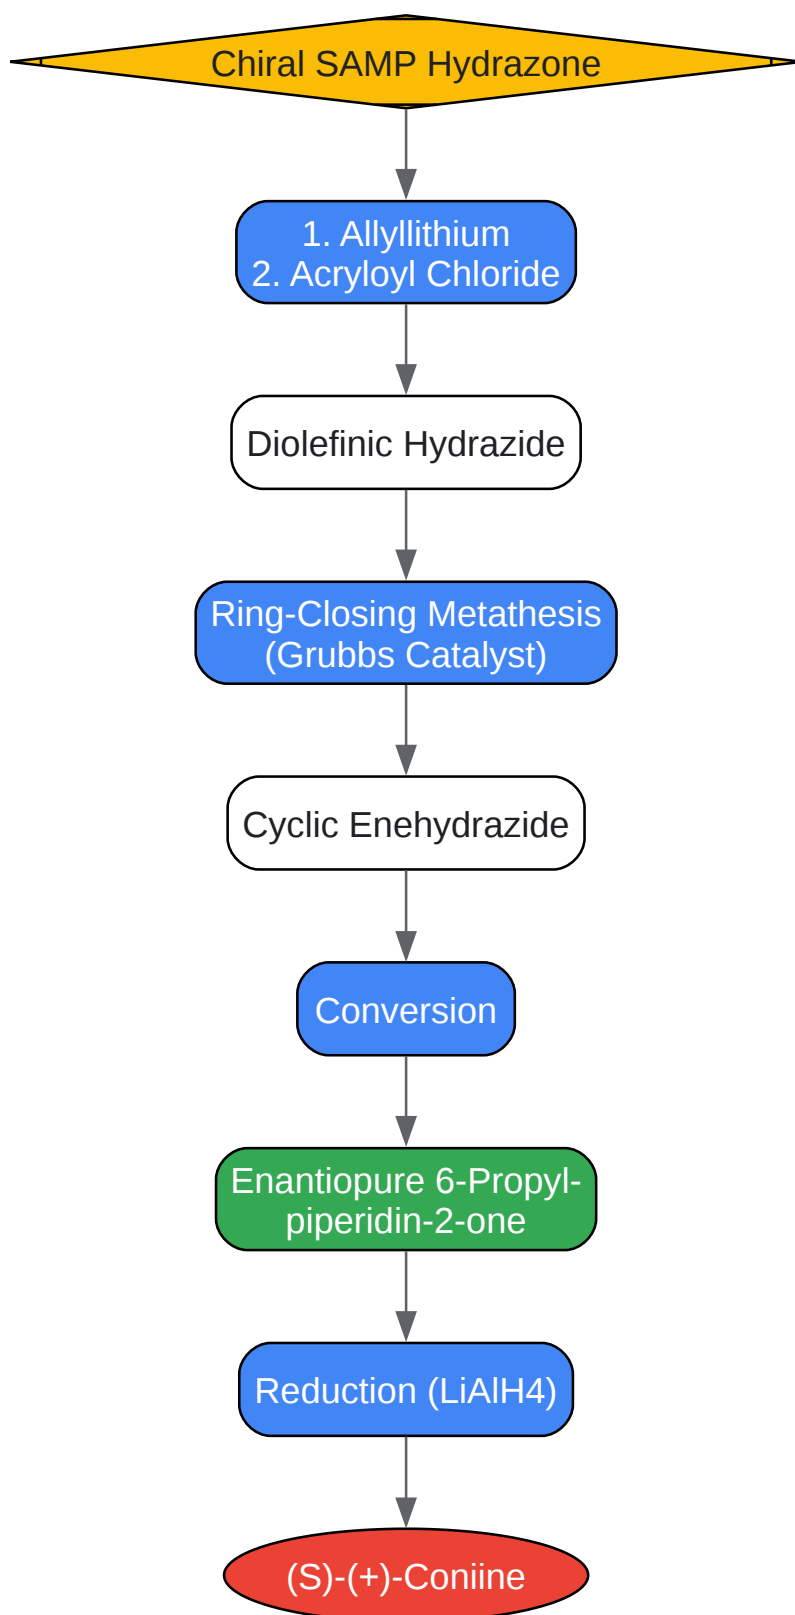 Chiral SAMP Hydrazone
1. Allyllithium
2. Acryloyl Chloride
Diolefinic Hydrazide
Ring-Closing Metathesis
(Grubbs Catalyst)
Cyclic Enehydrazide
Conversion
Enantiopure 6-Propyl-
piperidin-2-one
Reduction (LiAlH4)
(S)-(+)-Coniine